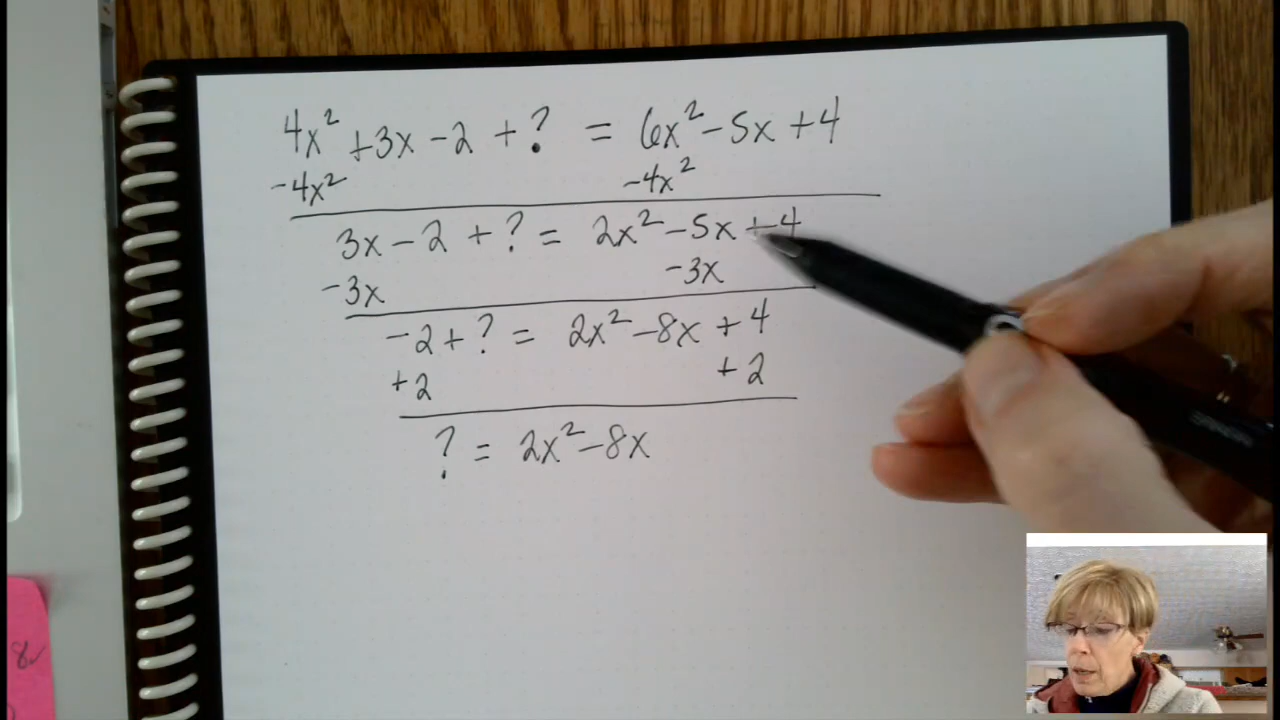 4x² +3x -2 +? = 6x² -5x +4
-4x² -4x²
3x -2 +? = 2x² -5x +4
-3x -3x
-2 +? = 2x² -8x +4
+2 +2
? = 2x² -8x
8